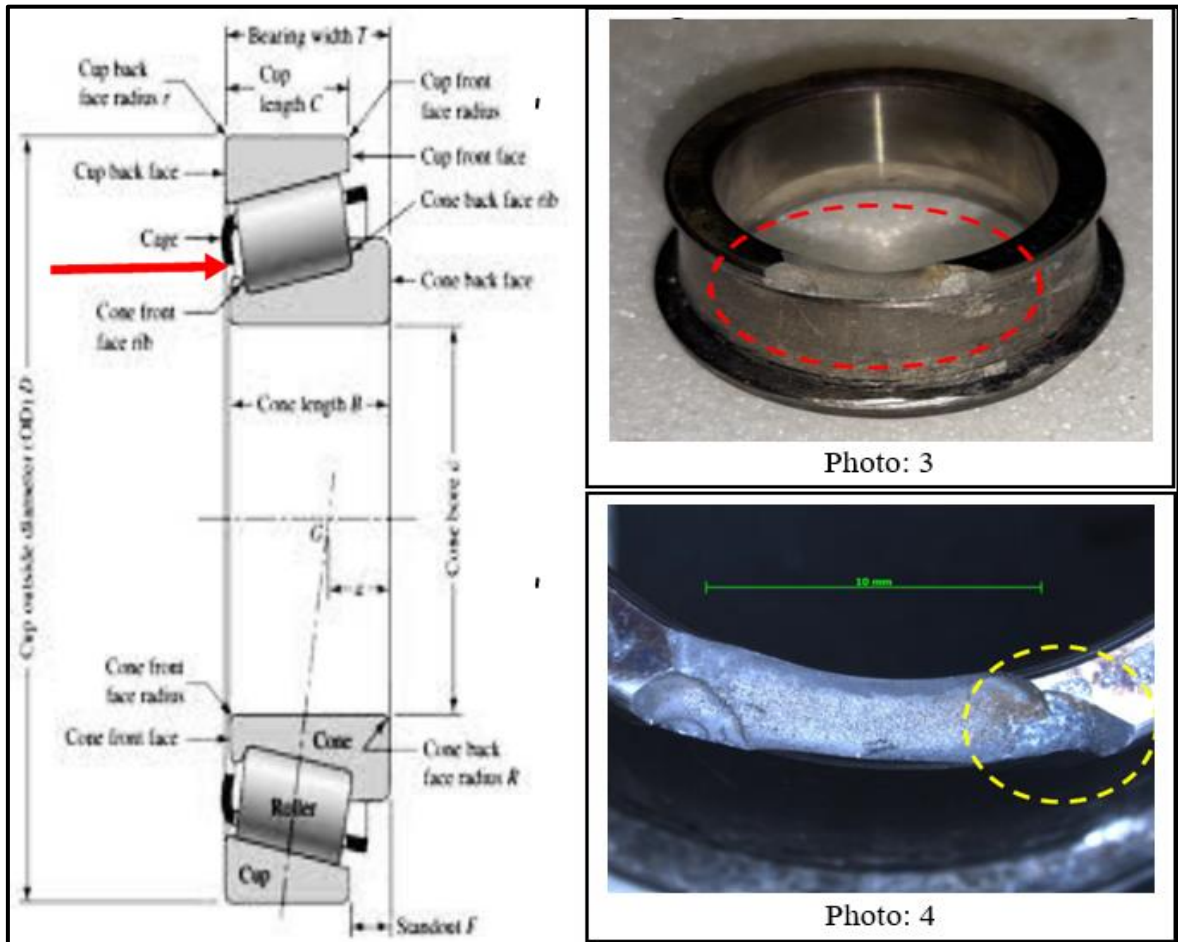 Bearing width T
Cup
length C
Cup back
face radius r
Cup front
face radius
Cup front face
Cup back face
Cone back face rib
Cage
Cone back face
Cone front
face rib
Cup outside diameter (OD) D
Cone length B
Cone bore d
G
Cone front
face radius
Cone front face
Cone
Cone back
face radius R
Roller
Cup
Standout F
Photo: 3
10 mm
Photo: 4